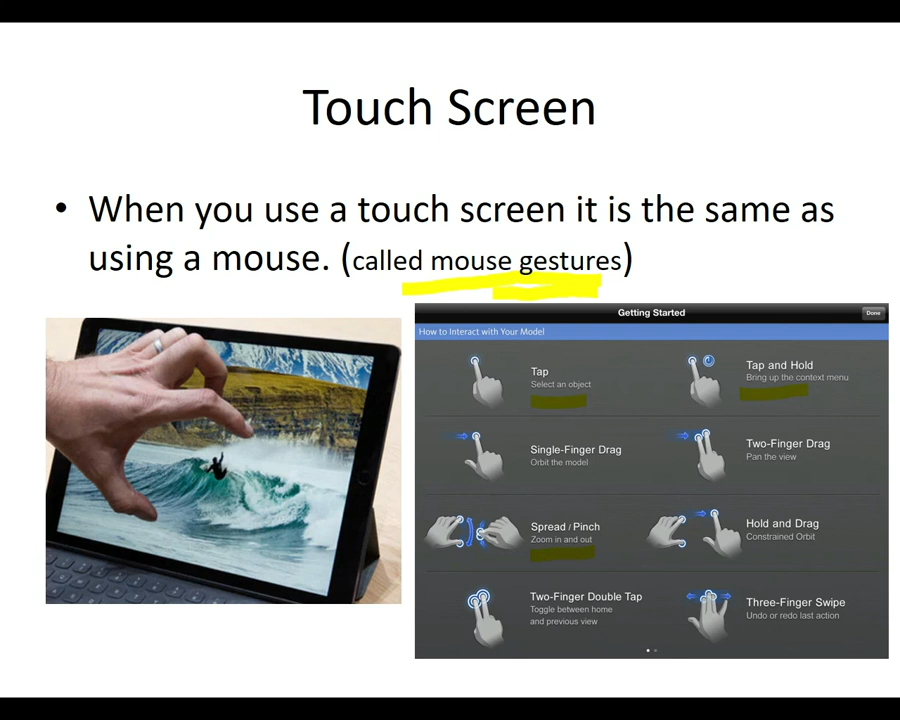 Touch Screen
• When you use a touch screen it is the same as
using a mouse. (called mouse gestures)
Getting Started
Done
How to Interact with Your Model
Tap
Select an object
Tap and Hold
Bring up the context menu
Single-Finger Drag
Orbit the model
Two-Finger Drag
Pan the view
Spread / Pinch
Zoom in and out
Hold and Drag
Constrained Orbit
Two-Finger Double Tap
Toggle between home
and previous view
Three-Finger Swipe
Undo or redo last action